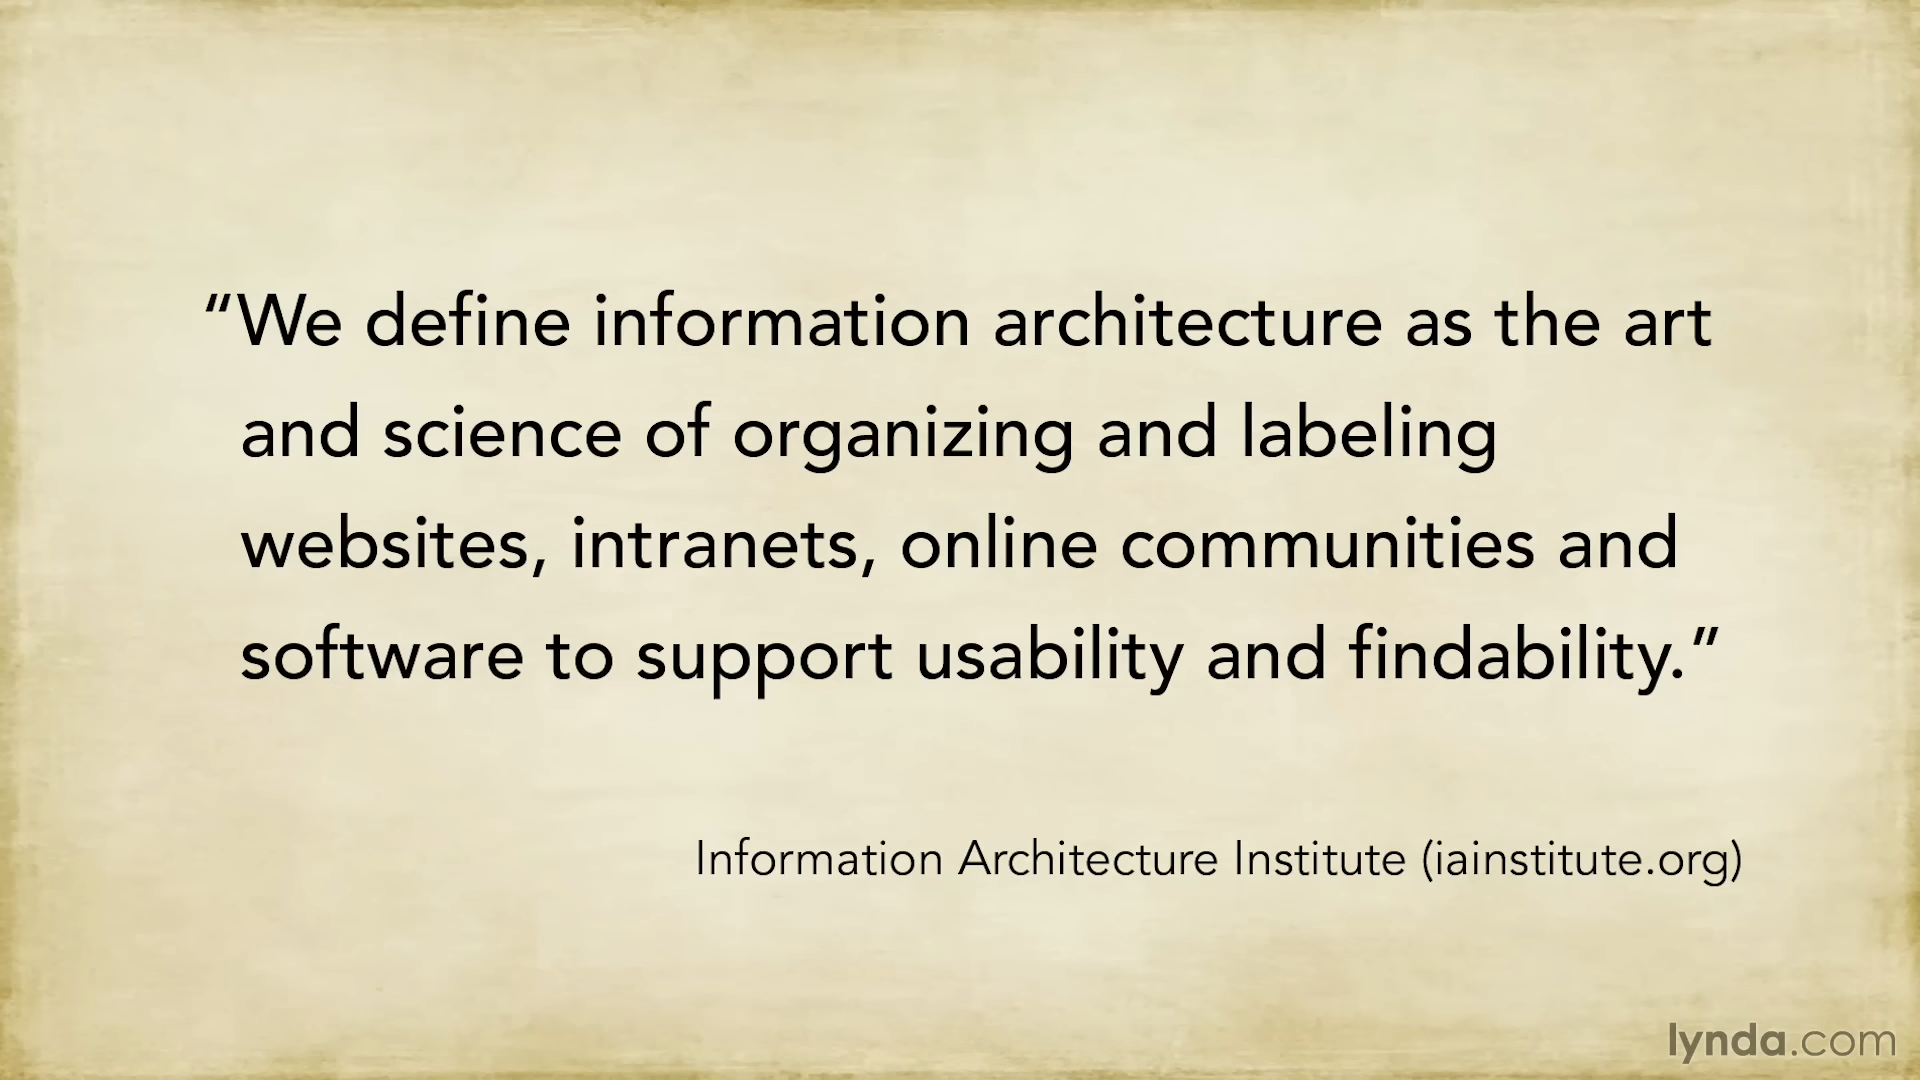 “We define information architecture as the art
and science of organizing and labeling
websites, intranets, online communities and
software to support usability and findability.”
Information Architecture Institute (iainstitute.org)
lynda.com